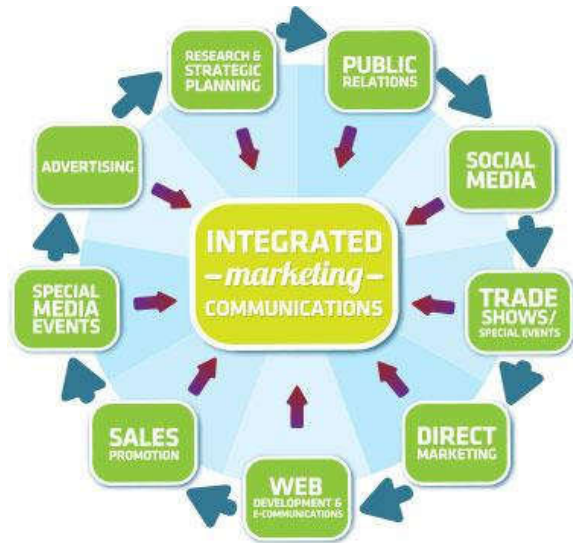 RESEARCH &
STRATEGIC
PLANNING
PUBLIC
RELATIONS
SOCIAL
MEDIA
TRADE
SHOWS/
SPECIAL EVENTS
DIRECT
MARKETING
WEB
DEVELOPMENT &
E-COMMUNICATIONS
SALES
PROMOTION
SPECIAL
MEDIA
EVENTS
ADVERTISING
INTEGRATED
–marketing–
COMMUNICATIONS